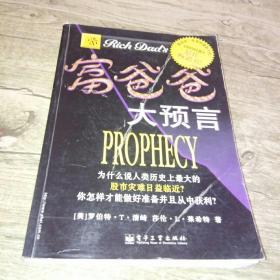 Rich Dad's
富爸爸
大预言
PROPHECY
为什么说人类历史上最大的
股市灾难日益临近?
你怎样才能做好准备并且从中获利?
[美]罗伯特·T·清崎 莎伦·L·莱希特 著
电子工业出版社